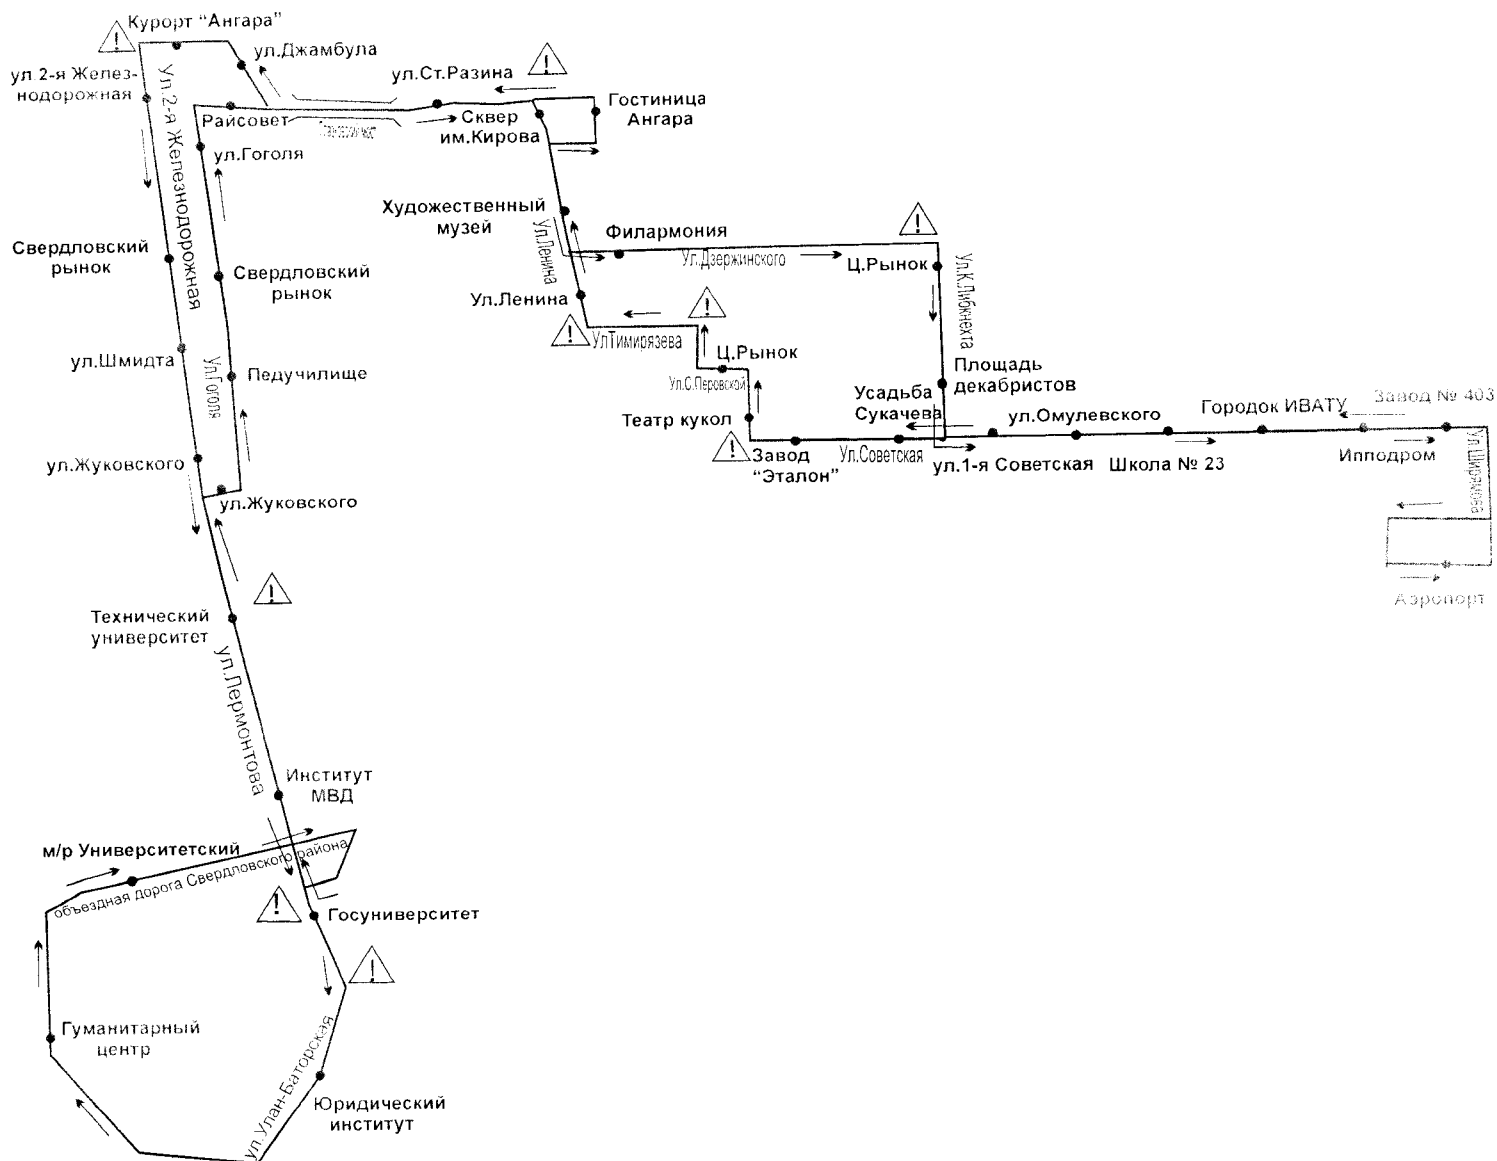 Курорт "Ангара"
!
ул.Джамбула
ул 2-я Желез-
нодорожная
ул.Ст.Разина
!
Гостиница
Ангара
Райсовет
Сквер
им.Кирова
Ул.2-я Железнодорожная
ул.Гоголя
Художественный
музей
Ул.Ленина
Филармония
Ул.Дзержинского
!
Ц.Рынок
Ул.К.Либкнехта
Свердловский
рынок
Свердловский
рынок
Ул.Ленина
!
!
УлТимирязева
Ц.Рынок
Ул.С.Перовской
ул.Шмидта
Ул.Гоголя
Педучилище
Площадь
декабристов
Усадьба
Сукачева
Театр кукол
ул.Омулевского
Городок ИВАТУ
Завод № 403
!
Завод
"Эталон"
Ул.Советская
ул.1-я Советская
Школа № 23
Ипподром
Ул.Ширямова
ул.Жуковского
ул.Жуковского
Аэропорт
!
Технический
университет
ул.Лермонтова
Институт
МВД
м/р Университетский
объездная дорога Свердловского района
!
Госуниверситет
!
Гуманитарный
центр
ул.Улан-Баторская
Юридический
институт